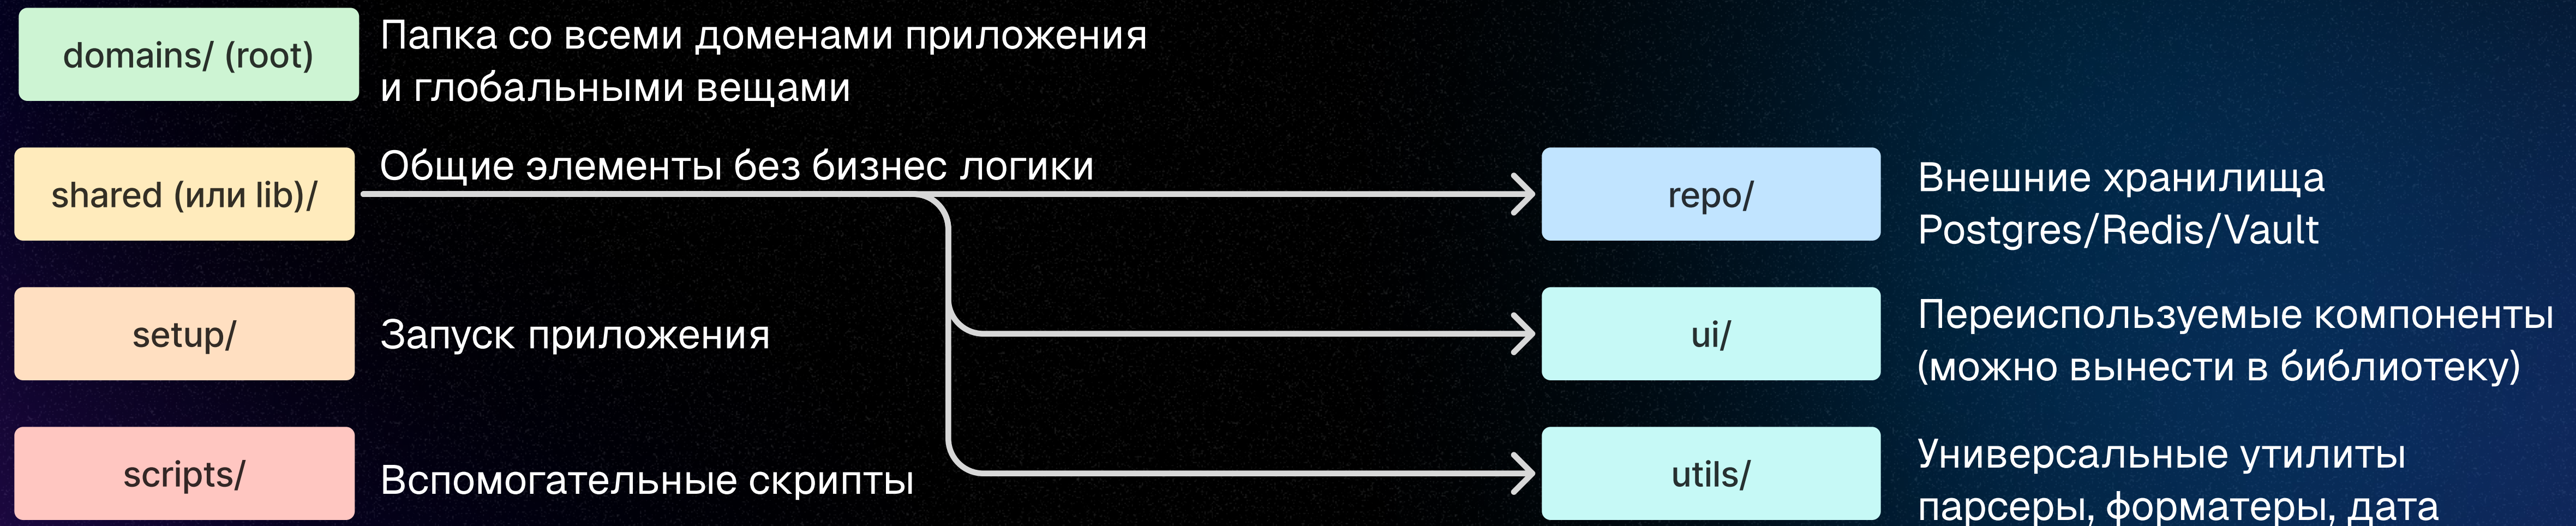 domains/ (root)
Папка со всеми доменами приложения
и глобальными вещами
shared (или lib)/
Общие элементы без бизнес логики
repo/
Внешние хранилища
Postgres/Redis/Vault
setup/
Запуск приложения
ui/
Переиспользуемые компоненты
(можно вынести в библиотеку)
scripts/
Вспомогательные скрипты
utils/
Универсальные утилиты
парсеры, форматеры, дата